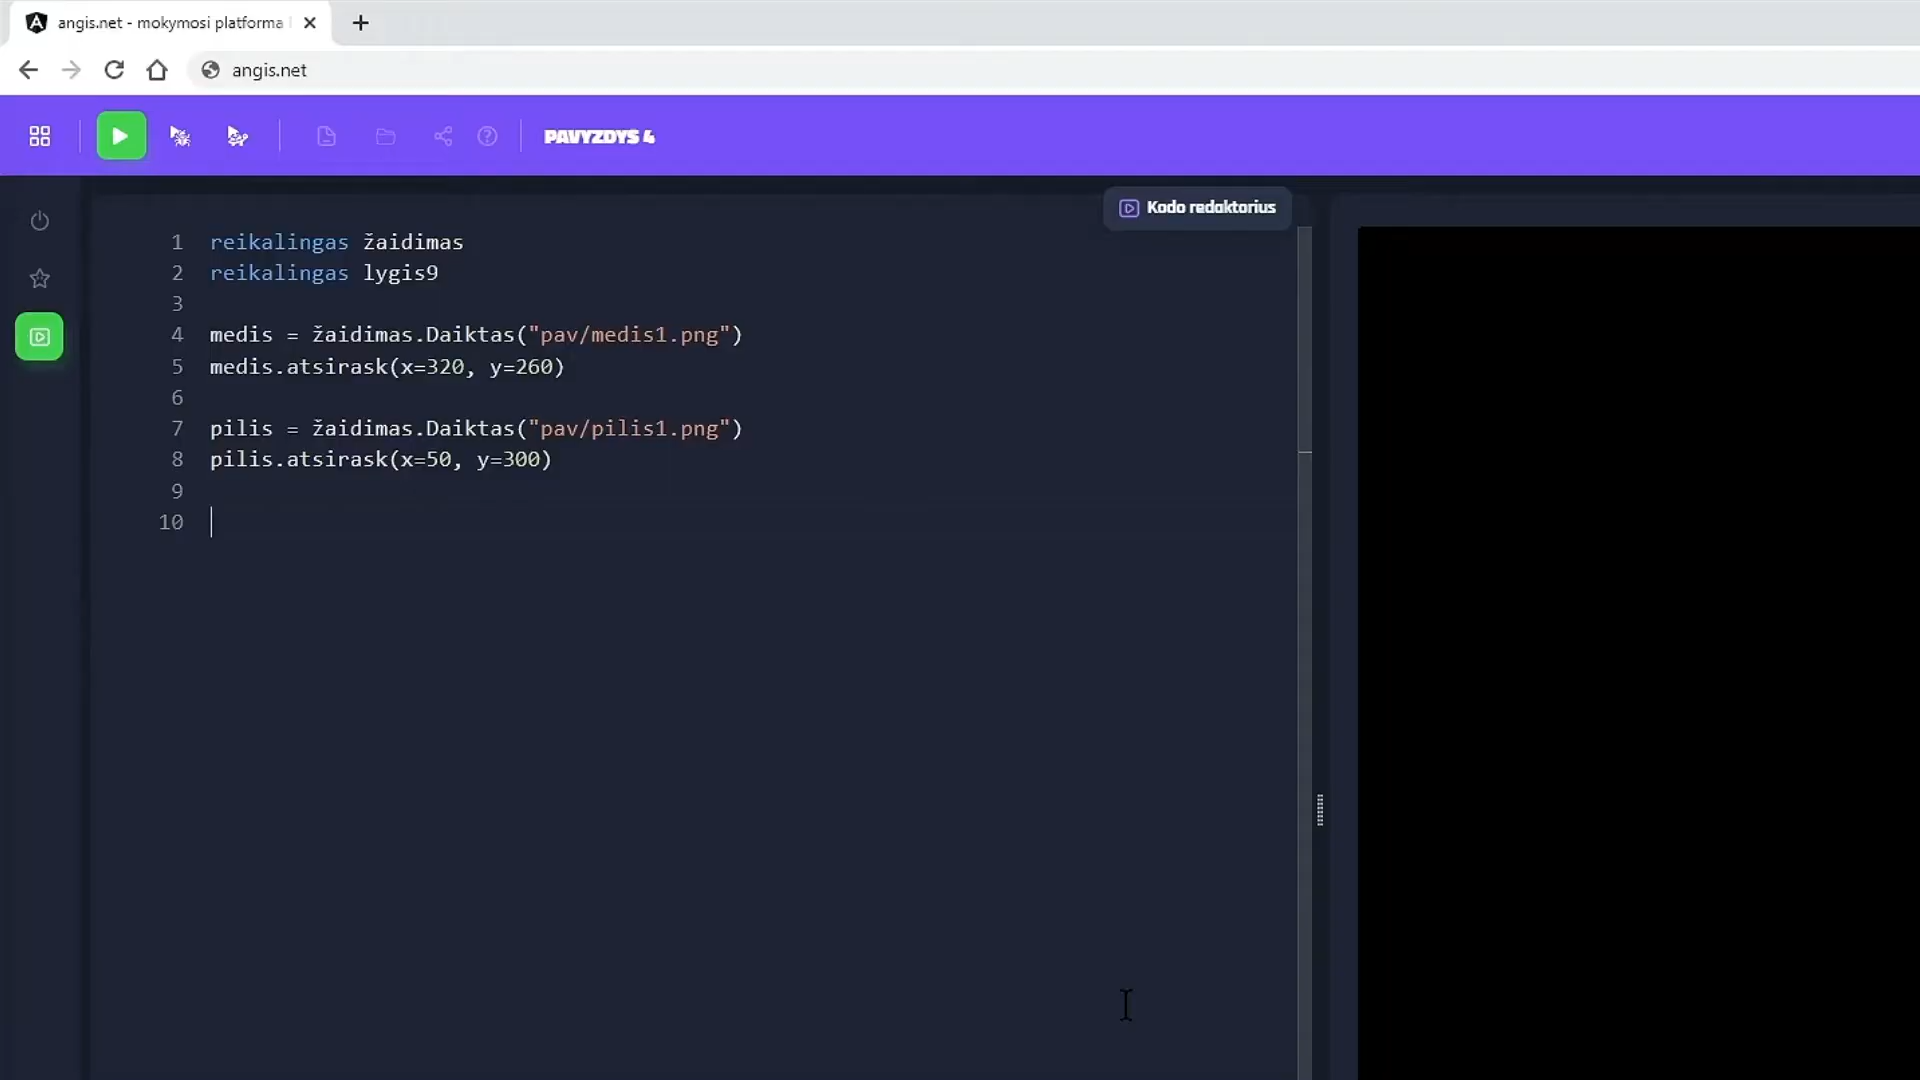 angis.net - mokymosi platforma
angis.net
PAVYZDYS 4
Kodo redaktorius
1 reikalingas žaidimas
2 reikalingas lygis9
3
4 medis = žaidimas.Daiktas("pav/medis1.png")
5 medis.atsirask(x=320, y=260)
6
7 pilis = žaidimas.Daiktas("pav/pilis1.png")
8 pilis.atsirask(x=50, y=300)
9
10